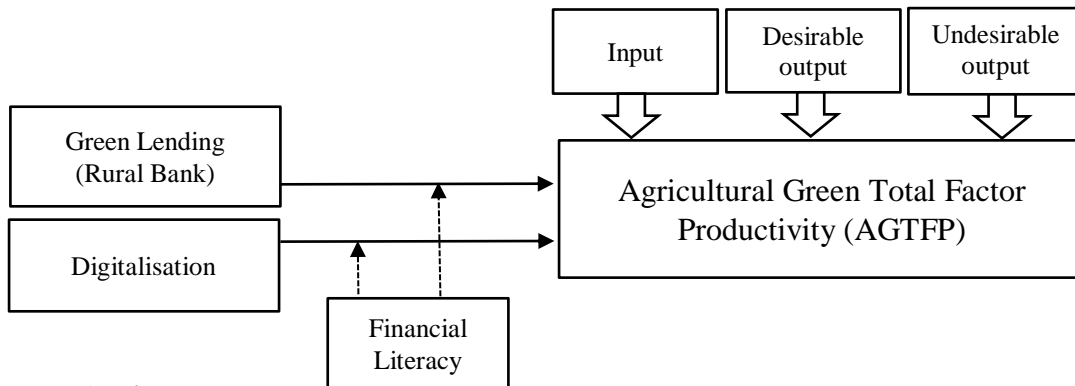 Input
Desirable
output
Undesirable
output
Green Lending
(Rural Bank)
Agricultural Green Total Factor
Productivity (AGTFP)
Digitalisation
Financial
Literacy